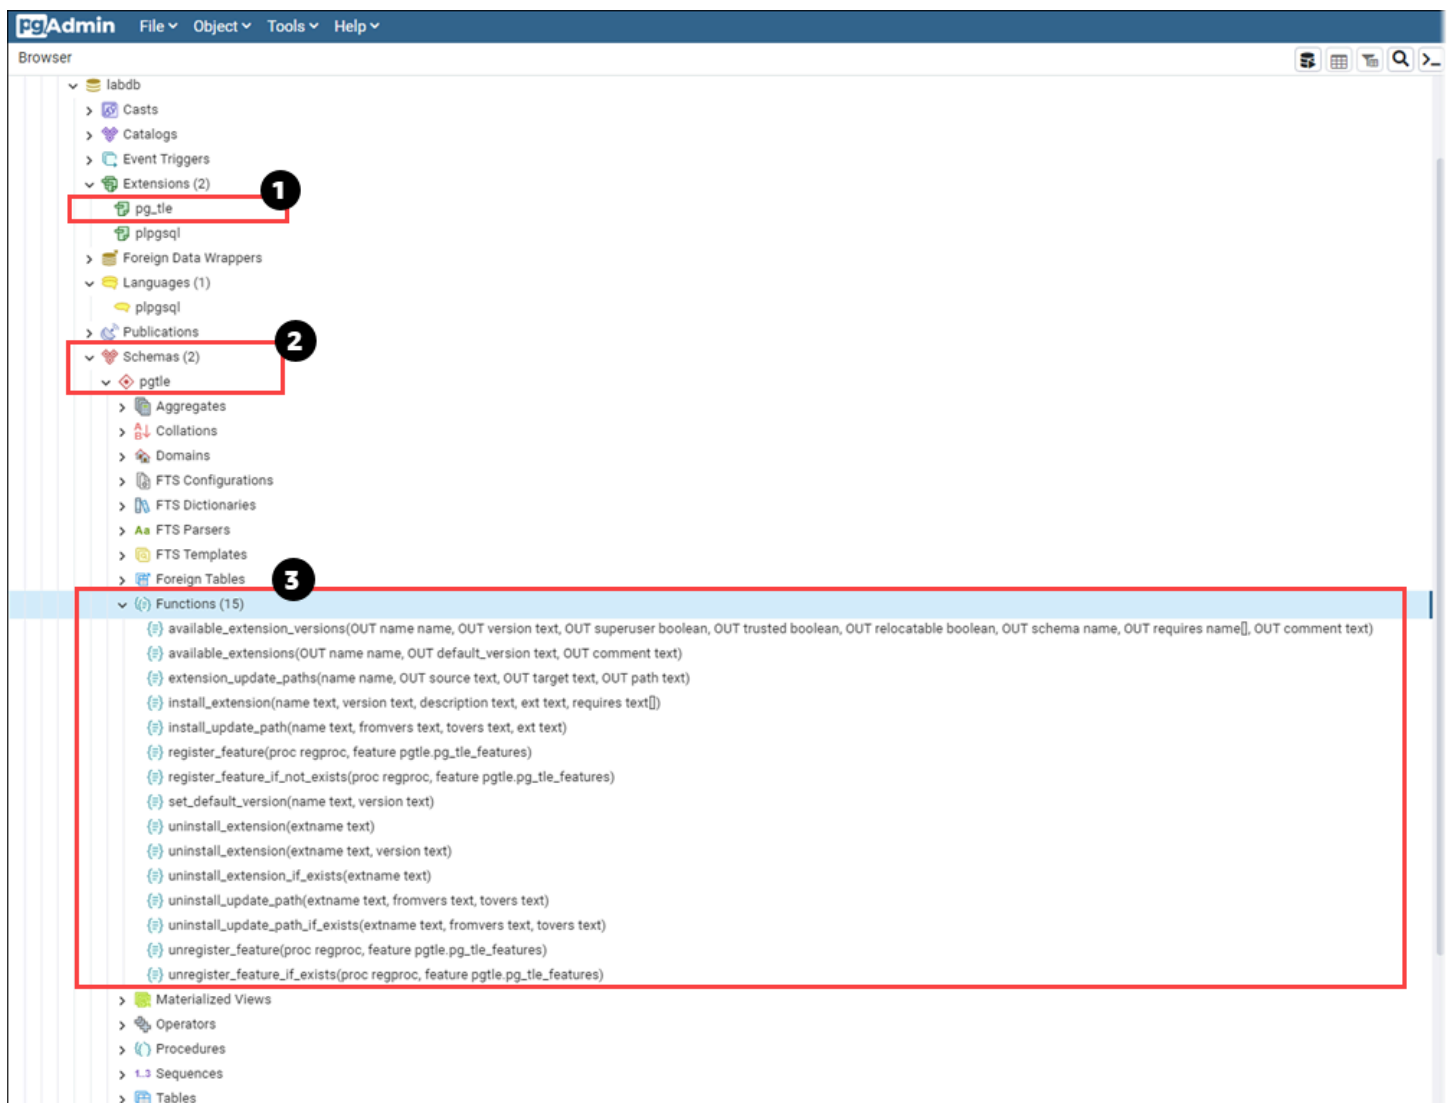 pgAdmin File Object Tools Help
Browser
labdb
Casts
Catalogs
Event Triggers
Extensions (2)
1
pg_tle
plpgsql
Foreign Data Wrappers
Languages (1)
plpgsql
Publications
2
Schemas (2)
pgtle
Aggregates
Collations
Domains
FTS Configurations
FTS Dictionaries
Aa FTS Parsers
FTS Templates
Foreign Tables
3
Functions (15)
available_extension_versions(OUT name name, OUT version text, OUT superuser boolean, OUT trusted boolean, OUT relocatable boolean, OUT schema name, OUT requires name[], OUT comment text)
available_extensions(OUT name name, OUT default_version text, OUT comment text)
extension_update_paths(name name, OUT source text, OUT target text, OUT path text)
install_extension(name text, version text, description text, ext text, requires text[])
install_update_path(name text, fromvers text, tovers text, ext text)
register_feature(proc regproc, feature pgtle.pg_tle_features)
register_feature_if_not_exists(proc regproc, feature pgtle.pg_tle_features)
set_default_version(name text, version text)
uninstall_extension(extname text)
uninstall_extension(extname text, version text)
uninstall_extension_if_exists(extname text)
uninstall_update_path(extname text, fromvers text, tovers text)
uninstall_update_path_if_exists(extname text, fromvers text, tovers text)
unregister_feature(proc regproc, feature pgtle.pg_tle_features)
unregister_feature_if_exists(proc regproc, feature pgtle.pg_tle_features)
Materialized Views
Operators
Procedures
1..3 Sequences
Tables